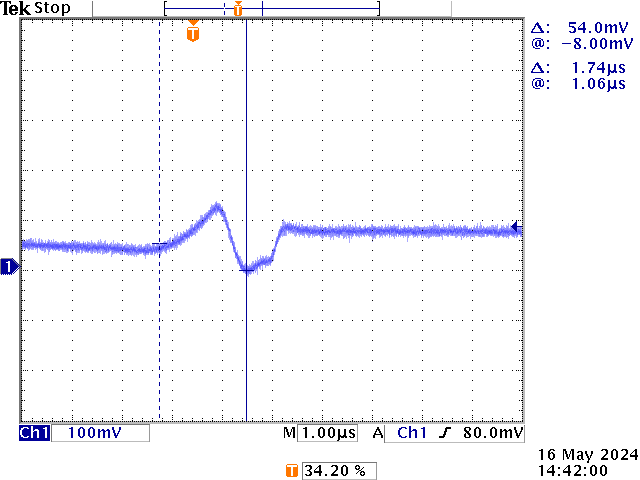 Tek Stop
T
T
Δ: 54.0mV
@: -8.00mV
Δ: 1.74µs
@: 1.06µs
1
Ch1 100mV M 1.00µs A Ch1 80.0mV
16 May 2024
14:42:00
T 34.20 %